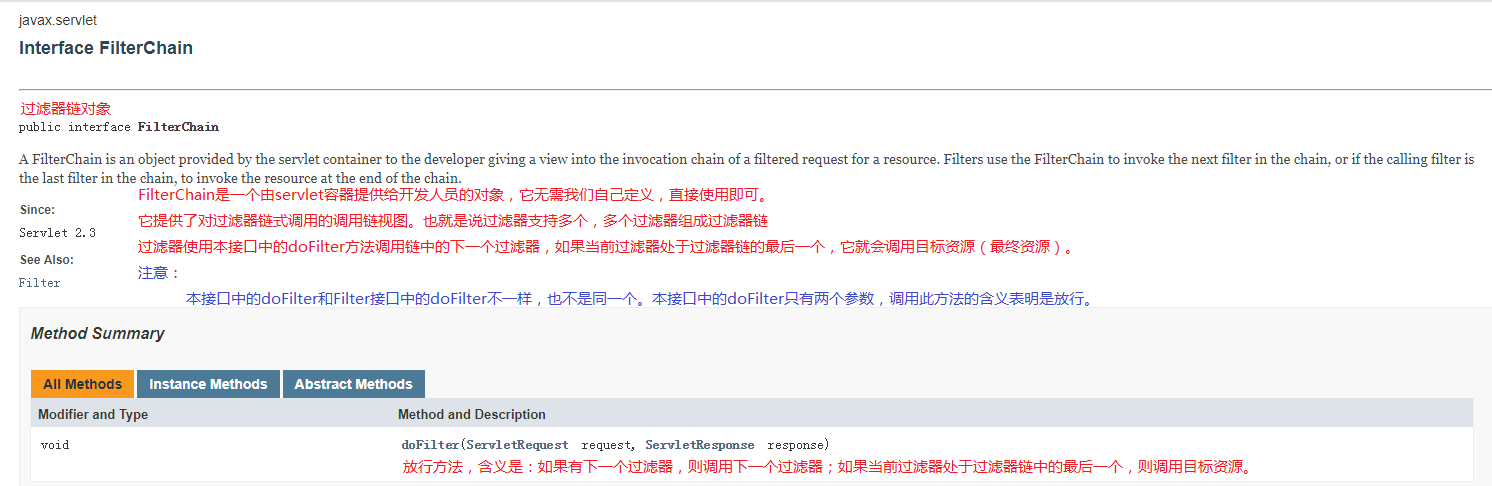 javax.servlet
Interface FilterChain
过滤器链对象
public interface FilterChain
A FilterChain is an object provided by the servlet container to the developer giving a view into the invocation chain of a filtered request for a resource. Filters use the FilterChain to invoke the next filter in the chain, or if the calling filter is
the last filter in the chain, to invoke the resource at the end of the chain.
FilterChain是一个由servlet容器提供给开发人员的对象，它无需我们自己定义，直接使用即可。
Since:
它提供了对过滤器链式调用的调用链视图。也就是说过滤器支持多个，多个过滤器组成过滤器链
Servlet 2.3
过滤器使用本接口中的doFilter方法调用链中的下一个过滤器，如果当前过滤器处于过滤器链的最后一个，它就会调用目标资源（最终资源）。
See Also:
注意：
Filter
本接口中的doFilter和Filter接口中的doFilter不一样，也不是同一个。本接口中的doFilter只有两个参数，调用此方法的含义表明是放行。
Method Summary
All Methods Instance Methods Abstract Methods
Modifier and Type Method and Description
void doFilter(ServletRequest request, ServletResponse response)
放行方法，含义是：如果有下一个过滤器，则调用下一个过滤器；如果当前过滤器处于过滤器链中的最后一个，则调用目标资源。